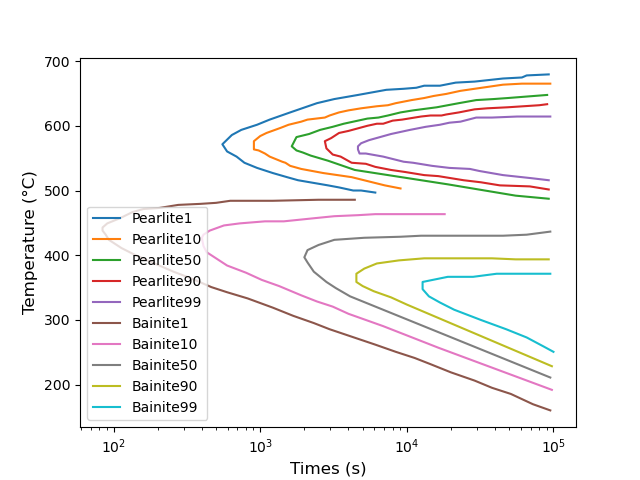 700
600
500
400
300
200
Temperature (°C)
Pearlite1
Pearlite10
Pearlite50
Pearlite90
Pearlite99
Bainite1
Bainite10
Bainite50
Bainite90
Bainite99
10² 10³ 10⁴ 10⁵
Times (s)